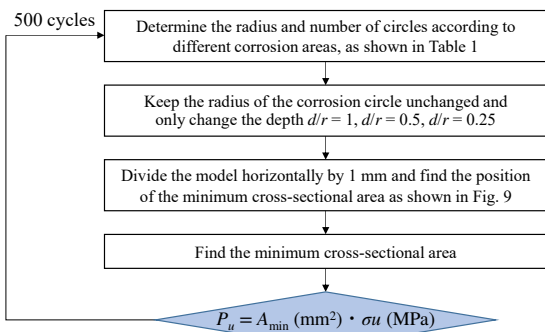 500 cycles
Determine the radius and number of circles according to
different corrosion areas, as shown in Table 1
Keep the radius of the corrosion circle unchanged and
only change the depth d/r = 1, d/r = 0.5, d/r = 0.25
Divide the model horizontally by 1 mm and find the position
of the minimum cross-sectional area as shown in Fig. 9
Find the minimum cross-sectional area
Pᵤ = Aₘᵢₙ (mm²) · σu (MPa)